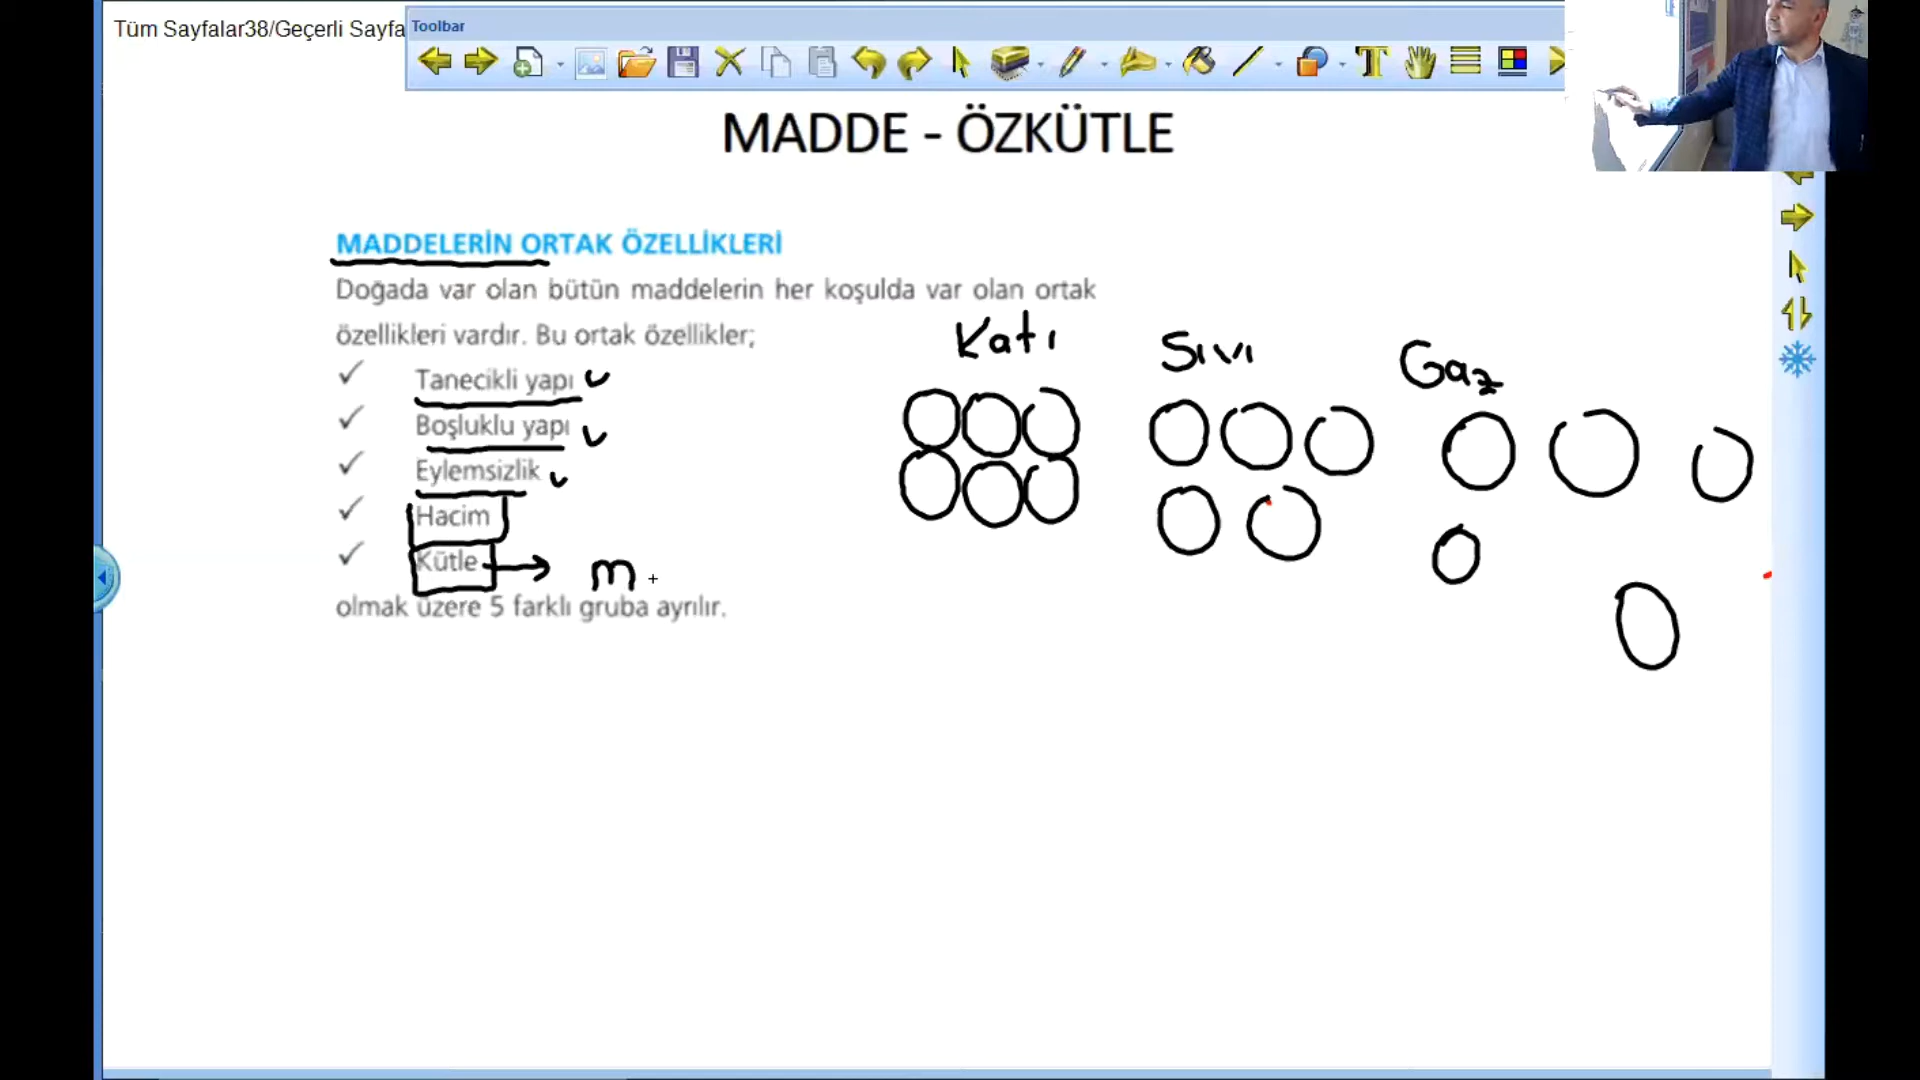 Tüm Sayfalar38/Geçerli Sayfa
Toolbar
MADDE - ÖZKÜTLE
MADDELERİN ORTAK ÖZELLİKLERİ
Doğada var olan bütün maddelerin her koşulda var olan ortak
özellikleri vardır. Bu ortak özellikler;
Tanecikli yapı
Boşluklu yapı
Eylemsizlik
Hacim
Kütle → m
olmak üzere 5 farklı gruba ayrılır.
Katı
Sıvı
Gaz